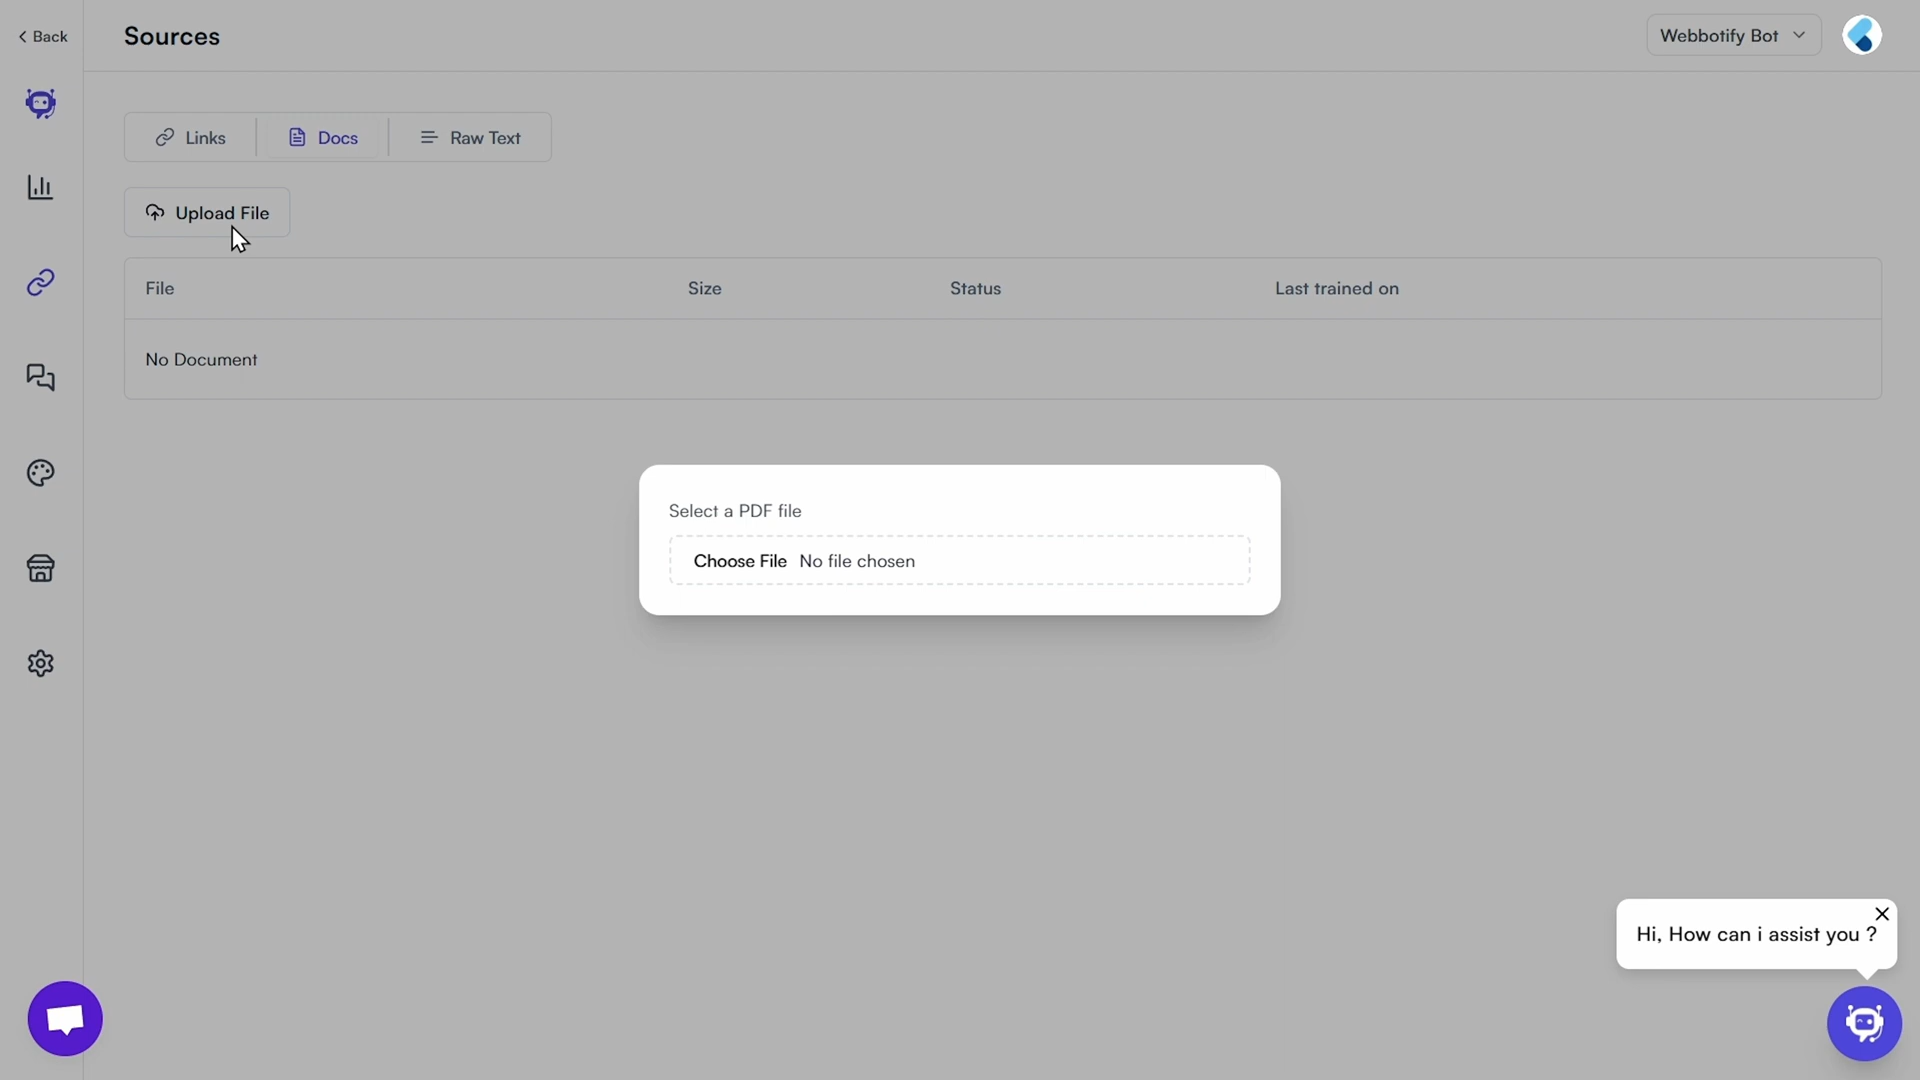 Back
Sources
Webbotify Bot
Links
Docs
Raw Text
Upload File
File Size Status Last trained on
No Document
Select a PDF file
Choose File No file chosen
Hi, How can i assist you ?